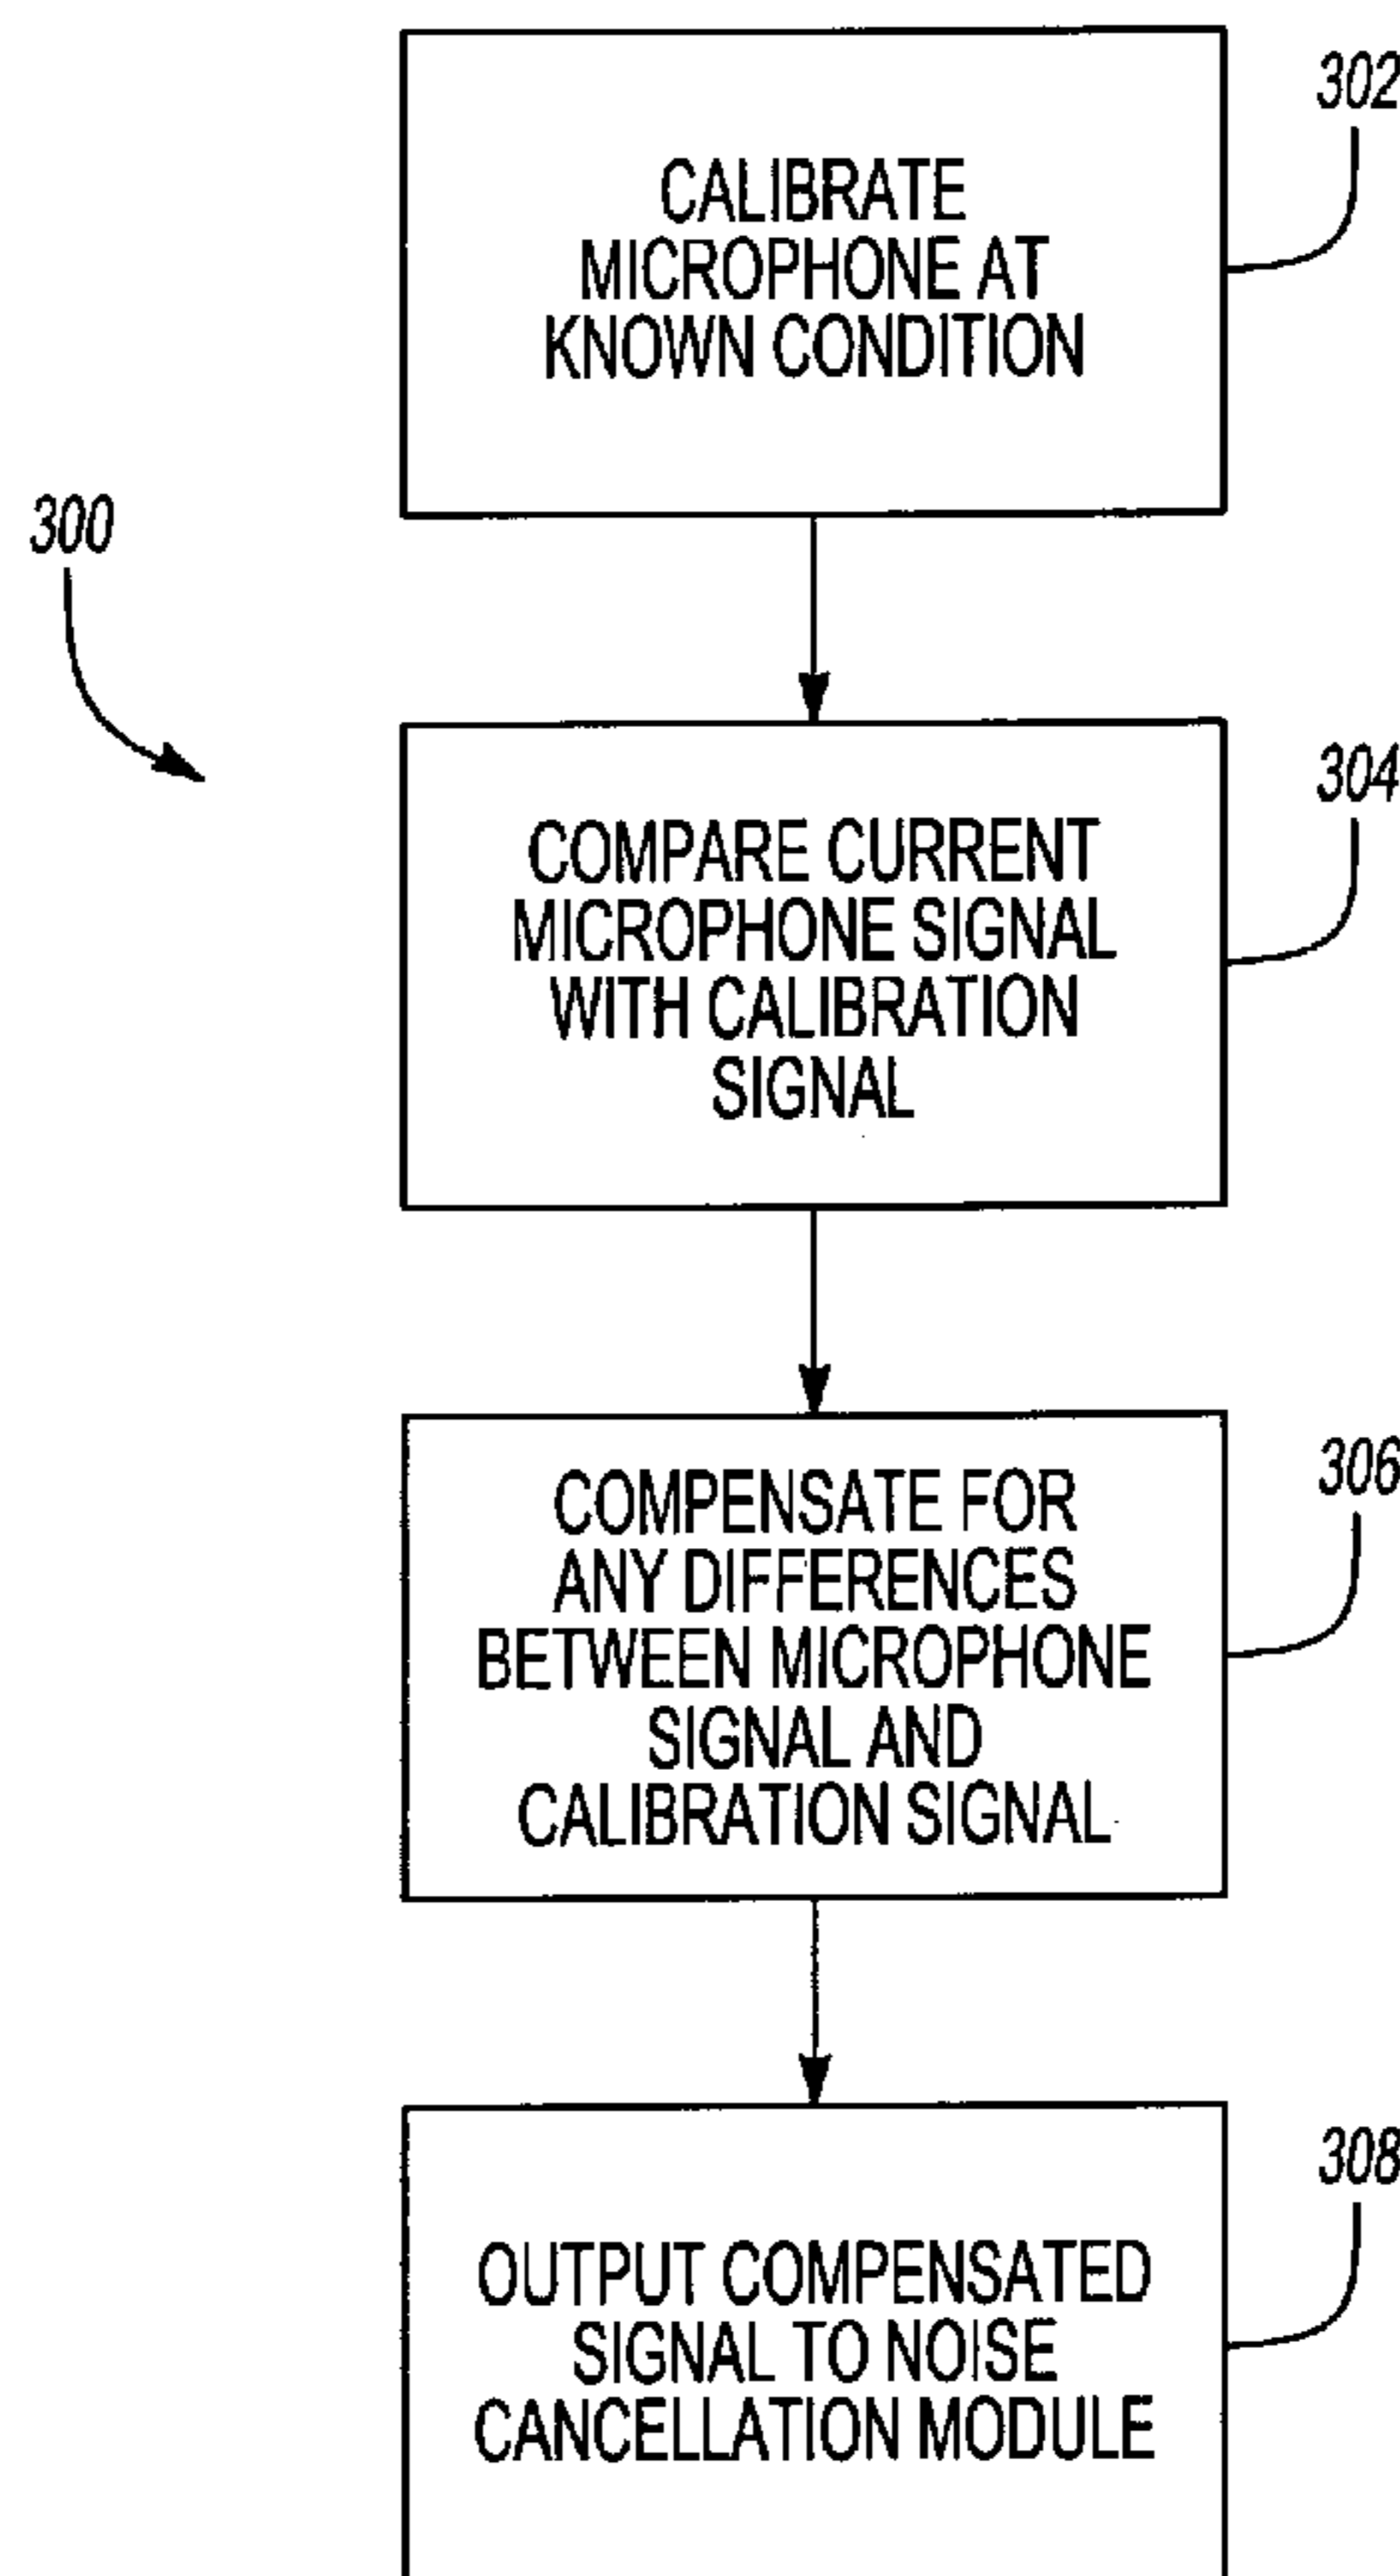 302
CALIBRATE
MICROPHONE AT
KNOWN CONDITION
300
304
COMPARE CURRENT
MICROPHONE SIGNAL
WITH CALIBRATION
SIGNAL
306
COMPENSATE FOR
ANY DIFFERENCES
BETWEEN MICROPHONE
SIGNAL AND
CALIBRATION SIGNAL
308
OUTPUT COMPENSATED
SIGNAL TO NOISE
CANCELLATION MODULE